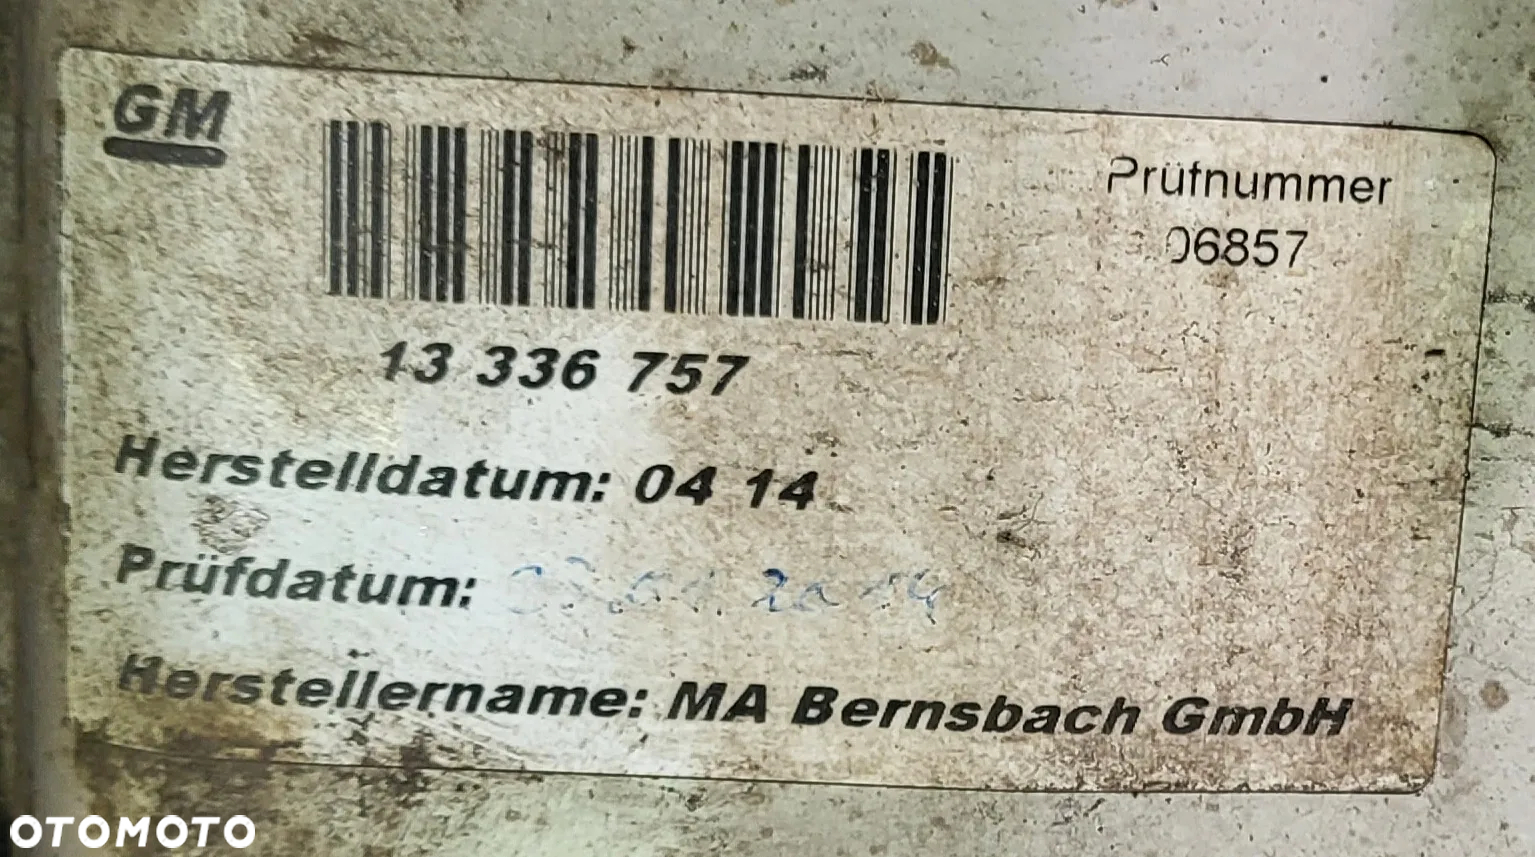 GM
Prüfnummer
06857
13 336 757
Herstelldatum: 04 14
Prüfdatum:
Herstellername: MA Bernsbach GmbH
OTOMOTO